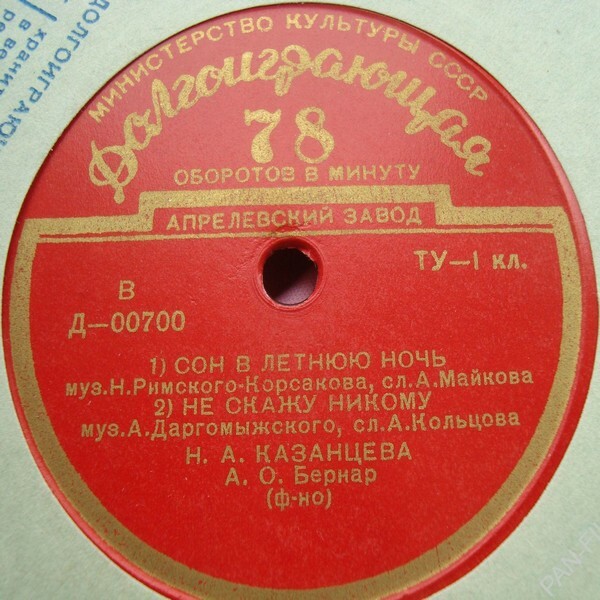 МИНИСТЕРСТВО КУЛЬТУРЫ СССР
Долгоиграющая
78
ОБОРОТОВ В МИНУТУ
АПРЕЛЕВСКИЙ ЗАВОД
ТУ—1 кл.
В
Д—00700
1) СОН В ЛЕТНЮЮ НОЧЬ
муз.Н.Римского-Корсакова, сл.А.Майкова
2) НЕ СКАЖУ НИКОМУ
муз.А.Даргомыжского, сл.А.Кольцова
Н. А. КАЗАНЦЕВА
А. О. Бернар
(ф-но)